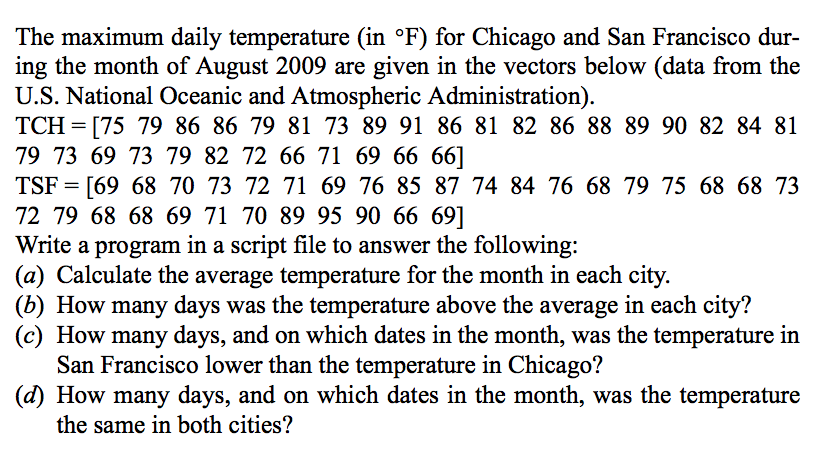 The maximum daily temperature (in °F) for Chicago and San Francisco dur-
ing the month of August 2009 are given in the vectors below (data from the
U.S. National Oceanic and Atmospheric Administration).
TCH = [75 79 86 86 79 81 73 89 91 86 81 82 86 88 89 90 82 84 81
79 73 69 73 79 82 72 66 71 69 66 66]
TSF = [69 68 70 73 72 71 69 76 85 87 74 84 76 68 79 75 68 68 73
72 79 68 68 69 71 70 89 95 90 66 69]
Write a program in a script file to answer the following:
(a) Calculate the average temperature for the month in each city.
(b) How many days was the temperature above the average in each city?
(c) How many days, and on which dates in the month, was the temperature in
San Francisco lower than the temperature in Chicago?
(d) How many days, and on which dates in the month, was the temperature
the same in both cities?